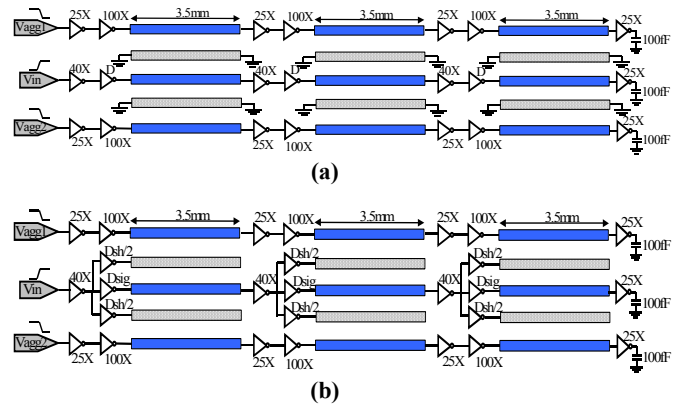 25X 100X 3.5mm 25X 100X 3.5mm 25X 100X 3.5mm 25X
Vagg1
100fF
40X D 40X D 40X D 25X
Vin
100fF
Vagg2
25X 100X 25X 100X 25X 100X 25X
100fF
(a)
25X 100X 3.5mm 25X 100X 3.5mm 25X 100X 3.5mm 25X
Vagg1
100fF
Dsh/2 Dsh/2 Dsh/2
40X Dsig 40X Dsig 40X Dsig 25X
Vin
100fF
Dsh/2 Dsh/2 Dsh/2
Vagg2
25X 100X 25X 100X 25X 100X 25X
100fF
(b)